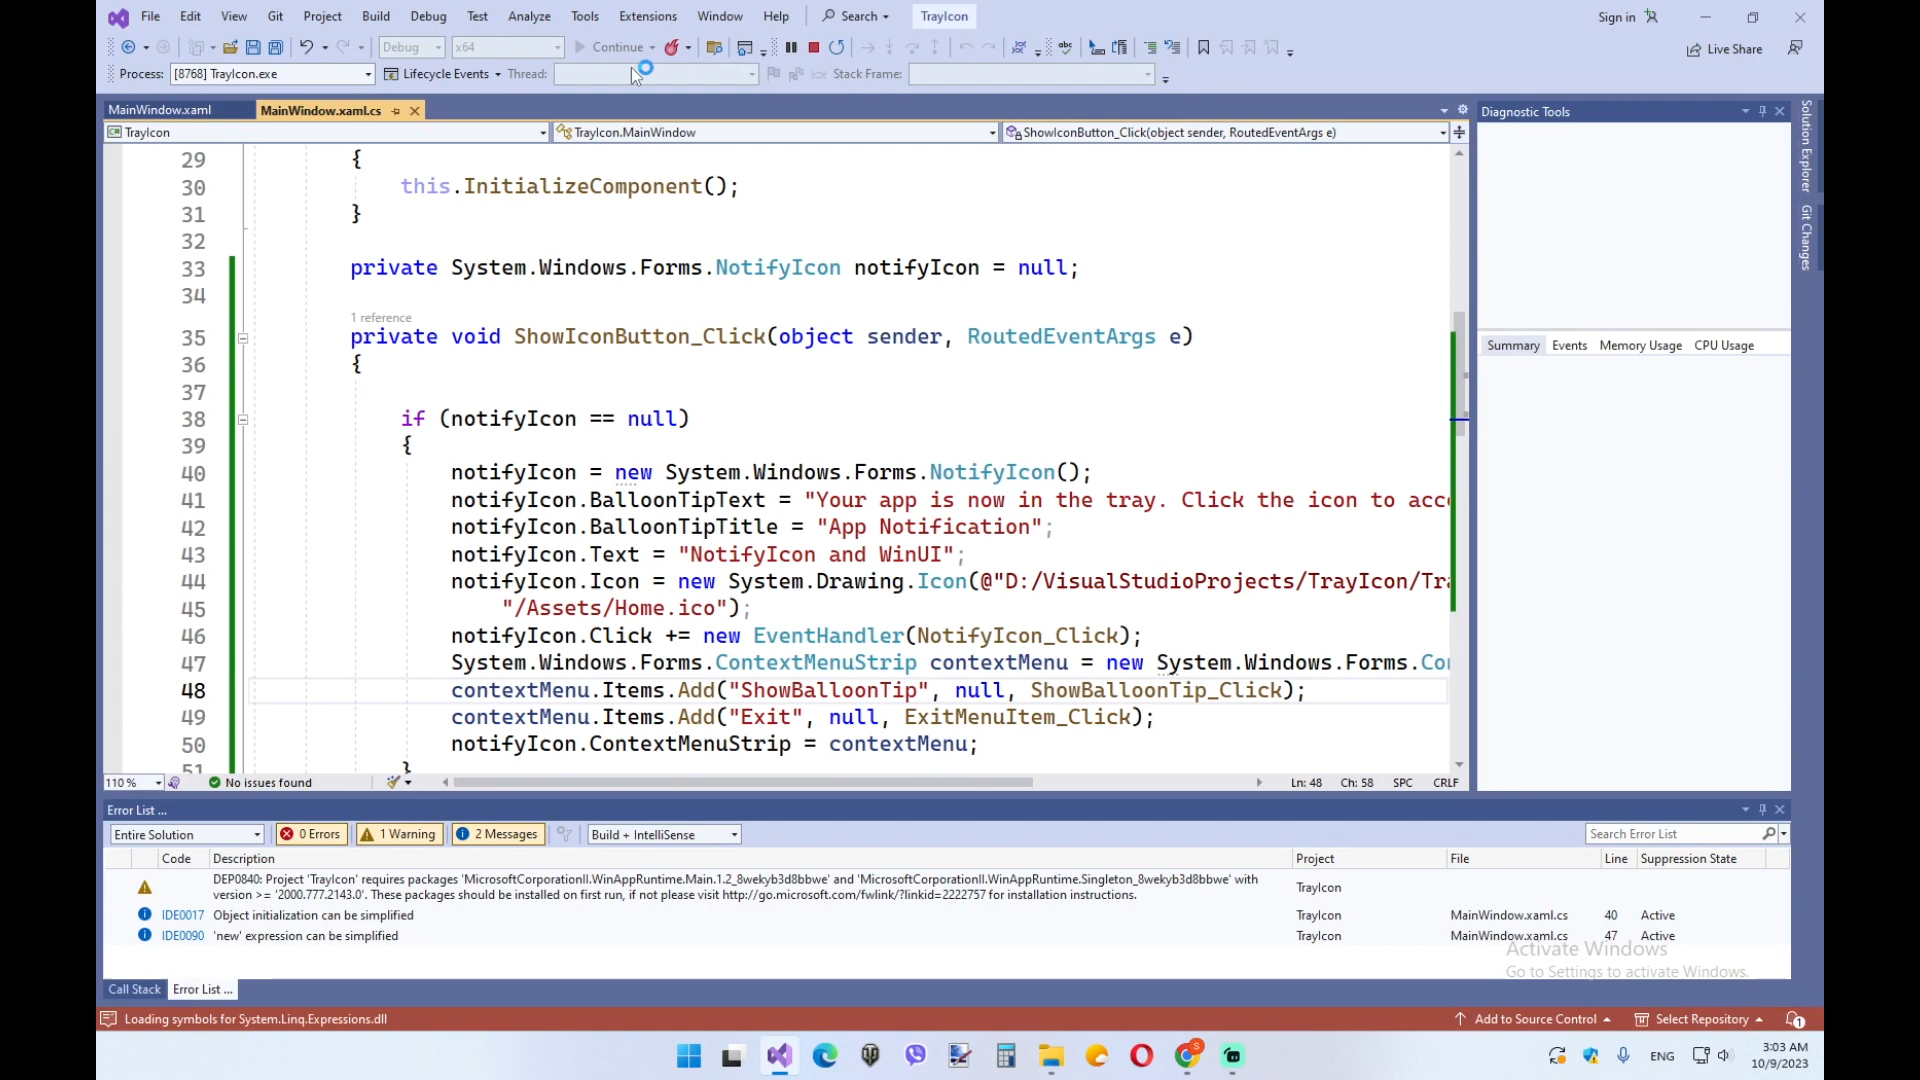 File Edit View Git Project Build Debug Test Analyze Tools Extensions Window Help Search TrayIcon Sign in
Debug x64 Continue Live Share
Process: [8768] TrayIcon.exe Lifecycle Events Thread: Stack Frame:
MainWindow.xaml MainWindow.xaml.cs
Diagnostic Tools
TrayIcon TrayIcon.MainWindow ShowIconButton_Click(object sender, RoutedEventArgs e)
29 {
30 this.InitializeComponent();
31 }
32
33 private System.Windows.Forms.NotifyIcon notifyIcon = null;
34
1 reference
35 private void ShowIconButton_Click(object sender, RoutedEventArgs e)
36 {
37
38 if (notifyIcon == null)
39 {
40 notifyIcon = new System.Windows.Forms.NotifyIcon();
41 notifyIcon.BalloonTipText = "Your app is now in the tray. Click the icon to acc
42 notifyIcon.BalloonTipTitle = "App Notification";
43 notifyIcon.Text = "NotifyIcon and WinUI";
44 notifyIcon.Icon = new System.Drawing.Icon(@"D:/VisualStudioProjects/TrayIcon/Tra
45 "/Assets/Home.ico");
46 notifyIcon.Click += new EventHandler(NotifyIcon_Click);
47 System.Windows.Forms.ContextMenuStrip contextMenu = new System.Windows.Forms.Con
48 contextMenu.Items.Add("ShowBalloonTip", null, ShowBalloonTip_Click);
49 contextMenu.Items.Add("Exit", null, ExitMenuItem_Click);
50 notifyIcon.ContextMenuStrip = contextMenu;
51 }
Summary Events Memory Usage CPU Usage
Solution Explorer
Git Changes
110 % No issues found Ln: 48 Ch: 58 SPC CRLF
Error List ...
Entire Solution 0 Errors 1 Warning 2 Messages Build + IntelliSense Search Error List
Code Description Project File Line Suppression State
DEP0840: Project 'TrayIcon' requires packages 'MicrosoftCorporationII.WinAppRuntime.Main.1.2_8wekyb3d8bbwe' and 'MicrosoftCorporationII.WinAppRuntime.Singleton_8wekyb3d8bbwe' with
version >= '2000.777.2143.0'. These packages should be installed on first run, if not please visit http://go.microsoft.com/fwlink/?linkid=2222757 for installation instructions.
TrayIcon
IDE0017 Object initialization can be simplified TrayIcon MainWindow.xaml.cs 40 Active
IDE0090 'new' expression can be simplified TrayIcon MainWindow.xaml.cs 47 Active
Activate Windows
Go to Settings to activate Windows.
Call Stack Error List ...
Loading symbols for System.Linq.Expressions.dll Add to Source Control Select Repository 1
S ENG 3:03 AM
10/9/2023